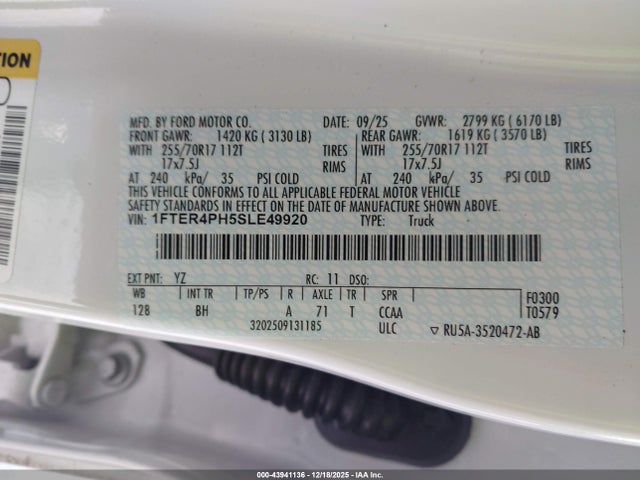 TION
MFD. BY FORD MOTOR CO. DATE: 09/25 GVWR: 2799 KG ( 6170 LB)
FRONT GAWR: 1420 KG ( 3130 LB) REAR GAWR: 1619 KG ( 3570 LB)
WITH 255/70R17 112T TIRES WITH 255/70R17 112T TIRES
17x7.5J RIMS 17x7.5J RIMS
AT 240 kPa/ 35 PSI COLD AT 240 kPa/ 35 PSI COLD
THIS VEHICLE CONFORMS TO ALL APPLICABLE FEDERAL MOTOR VEHICLE
SAFETY STANDARDS IN EFFECT ON THE DATE OF MANUFACTURE SHOWN ABOVE.
VIN: 1FTER4PH5SLE49920 TYPE: Truck
EXT PNT: YZ RC: 11 DSO:
WB INT TR TP/PS R AXLE TR SPR F0300
128 BH A 71 T CCAA T0579
3202509131185 ULC RU5A-3520472-AB
000-43941136 - 12/18/2025 - IAA Inc.